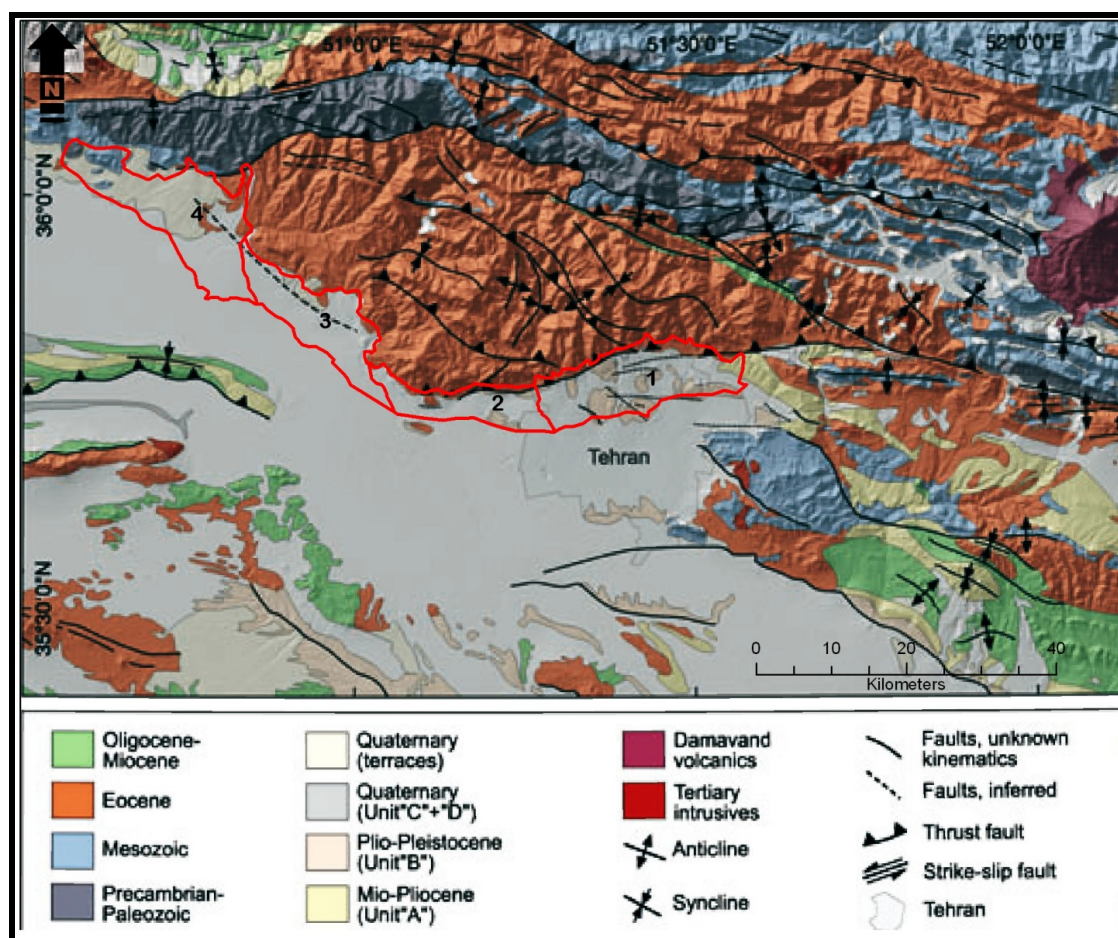 51°0'0"E
51°30'0"E
52°0'0"E
N
36°0'0"N
4
3
1
2
Tehran
35°30'0"N
0 10 20 40
Kilometers
Oligocene-
Miocene
Eocene
Mesozoic
Precambrian-
Paleozoic
Quaternary
(terraces)
Quaternary
(Unit"C"+"D")
Plio-Pleistocene
(Unit"B")
Mio-Pliocene
(Unit"A")
Damavand
volcanics
Tertiary
intrusives
Anticline
Syncline
Faults, unknown
kinematics
Faults, inferred
Thrust fault
Strike-slip fault
Tehran